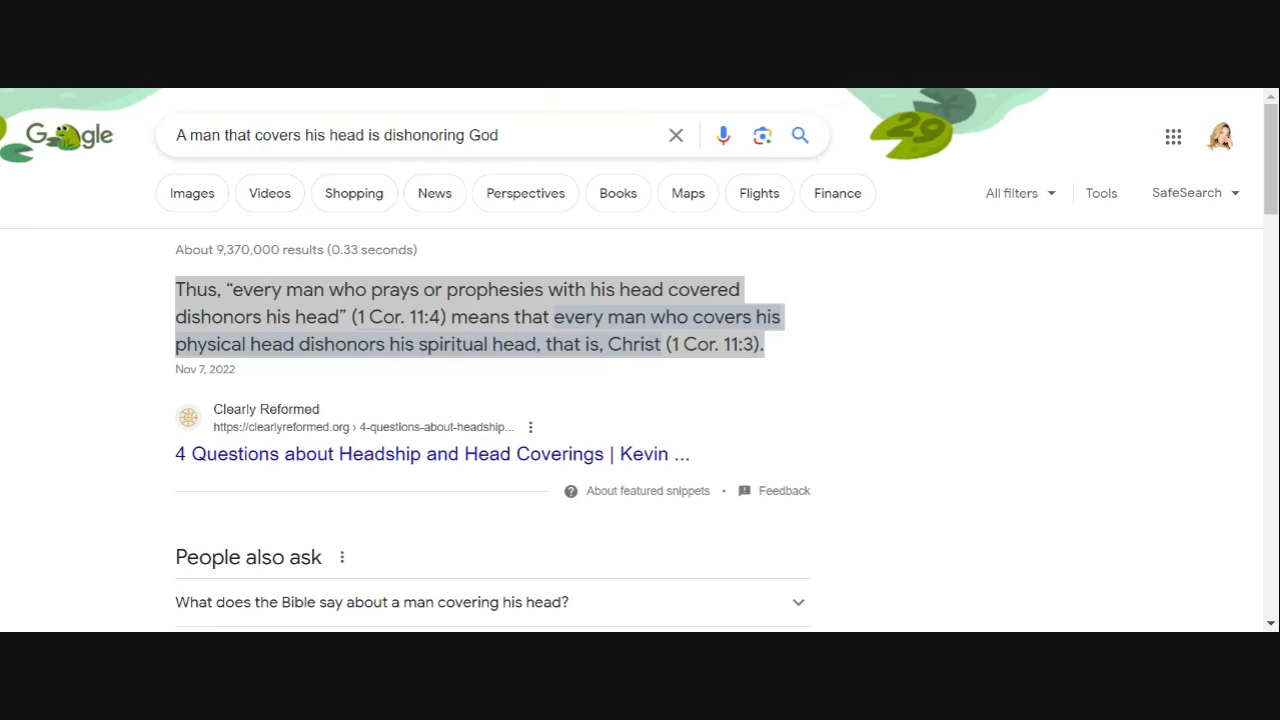 Google
A man that covers his head is dishonoring God
29
Images Videos Shopping News Perspectives Books Maps Flights Finance All filters Tools SafeSearch
About 9,370,000 results (0.33 seconds)
Thus, “every man who prays or prophesies with his head covered
dishonors his head” (1 Cor. 11:4) means that every man who covers his
physical head dishonors his spiritual head, that is, Christ (1 Cor. 11:3).
Nov 7, 2022
Clearly Reformed
https://clearlyreformed.org › 4-questions-about-headship...
4 Questions about Headship and Head Coverings | Kevin ...
About featured snippets • Feedback
People also ask
What does the Bible say about a man covering his head?